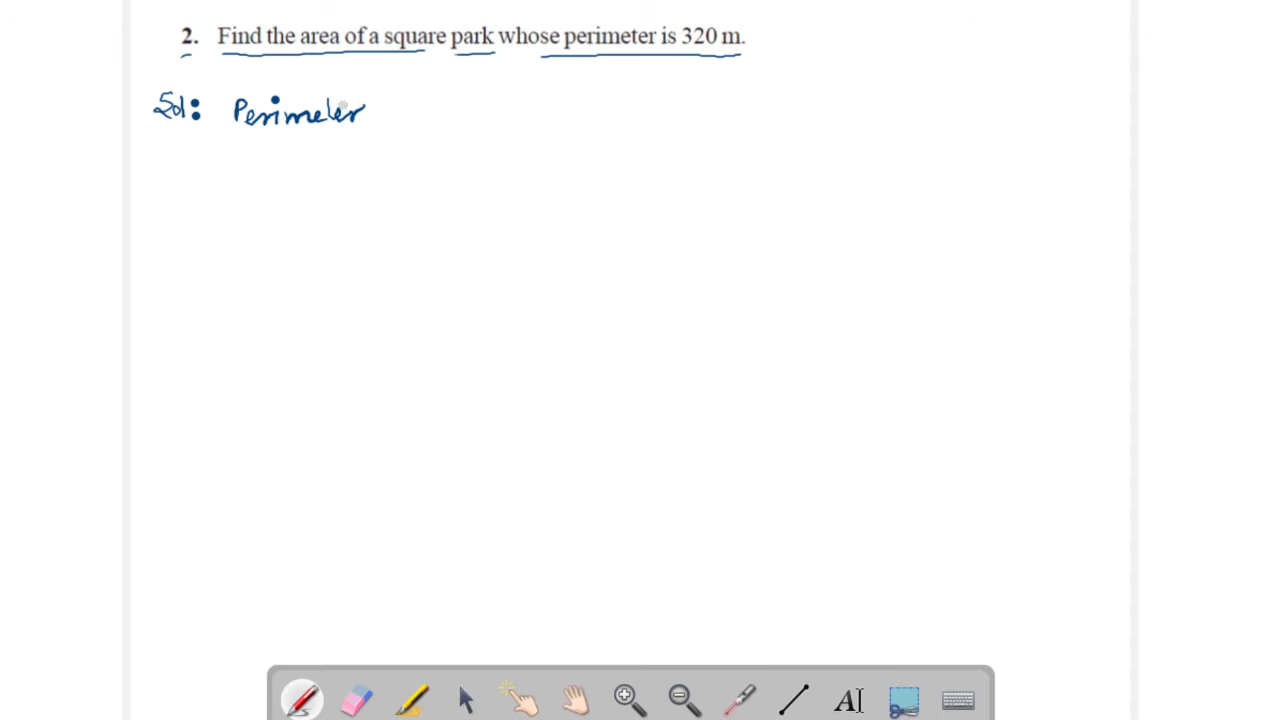 2. Find the area of a square park whose perimeter is 320 m.
Sol: Perimeter